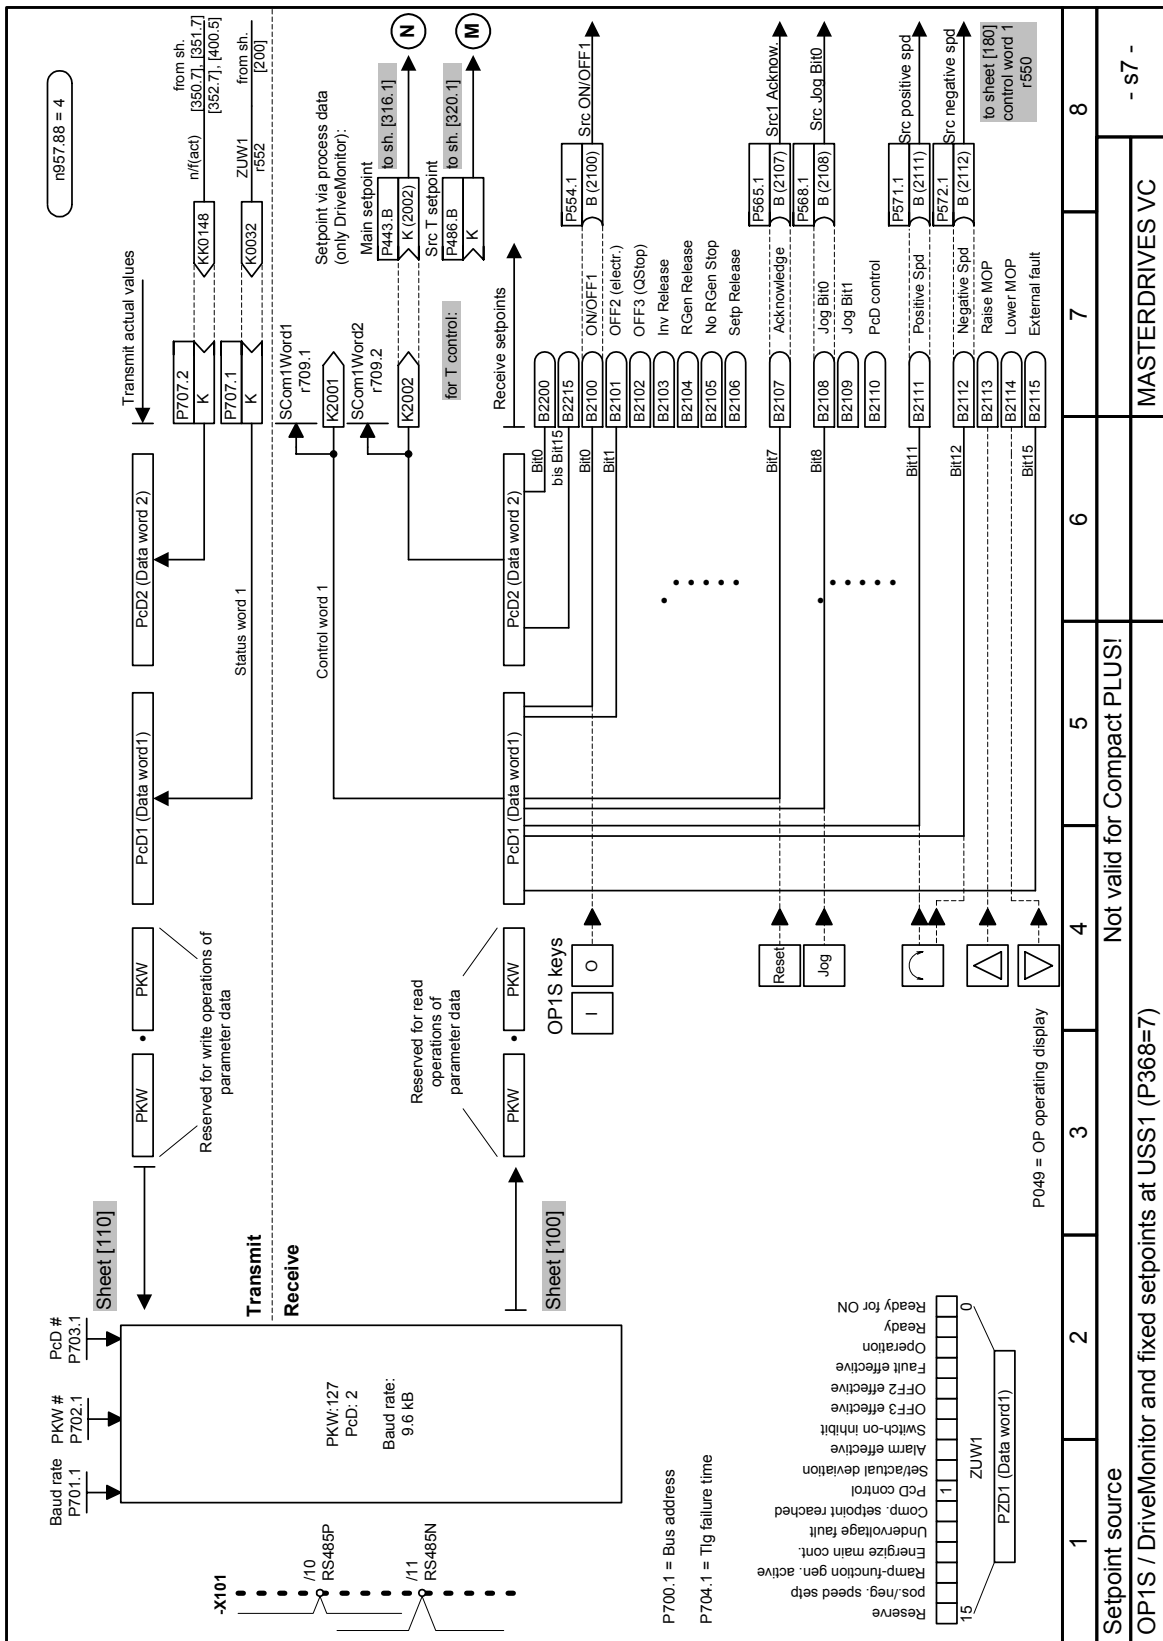 n957.88 = 4
Baud rate
P701.1
PKW #
P702.1
PcD #
P703.1
Sheet [110]
PKW
PKW
Reserved for write operations of
parameter data
PcD1 (Data word1)
PcD2 (Data word 2)
Transmit actual values
P707.2
K
KK0148
n/f(act)
from sh.
[350.7], [351.7]
[352.7], [400.5]
P707.1
K
K0032
ZUW1
r552
from sh.
[200]
Status word 1
Transmit
Receive
PKW:127
PcD: 2
Baud rate:
9.6 kB
-X101
/10
RS485P
/11
RS485N
Control word 1
SCom1Word1
r709.1
K2001
SCom1Word2
r709.2
K2002
Setpoint via process data
(only DriveMonitor):
Main setpoint
P443.B
K (2002)
to sh. [316.1]
N
Src T setpoint
P486.B
K
to sh. [320.1]
M
for T control:
Receive setpoints
Sheet [100]
Reserved for read
operations of
parameter data
PKW
PKW
PcD1 (Data word1)
PcD2 (Data word 2)
Bit0
B2200
bis Bit15
B2215
OP1S keys
I
O
Bit0
B2100
ON/OFF1
P554.1
B (2100)
Src ON/OFF1
Bit1
B2101
OFF2 (electr.)
B2102
OFF3 (QStop)
B2103
Inv Release
B2104
RGen Release
B2105
No RGen Stop
B2106
Setp Release
Reset
Bit7
B2107
Acknowledge
P565.1
B (2107)
Src1 Acknow.
Jog
Bit8
B2108
Jog Bit0
P568.1
B (2108)
Src Jog Bit0
B2109
Jog Bit1
B2110
PcD control
Bit11
B2111
Positive Spd
P571.1
B (2111)
Src positive spd
Bit12
B2112
Negative Spd
P572.1
B (2112)
Src negative spd
B2113
Raise MOP
B2114
Lower MOP
Bit15
B2115
External fault
to sheet [180]
control word 1
r550
P700.1 = Bus address
P704.1 = Tlg failure time
P049 = OP operating display
Reserve
pos./neg. speed setp
Ramp-function gen. active
Energize main cont.
Undervoltage fault
Comp. setpoint reached
PcD control
Set/actual deviation
Alarm effective
Switch-on inhibit
OFF3 effective
OFF2 effective
Fault effective
Operation
Ready
Ready for ON
1
15
0
ZUW1
PZD1 (Data word1)
1
2
3
4
5
6
7
8
Setpoint source
Not valid for Compact PLUS!
OP1S / DriveMonitor and fixed setpoints at USS1 (P368=7)
MASTERDRIVES VC
- s7 -